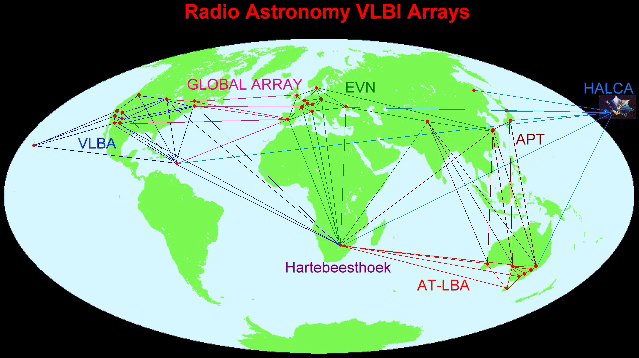 Radio Astronomy VLBI Arrays
GLOBAL ARRAY
EVN
HALCA
VLBA
APT
Hartebeesthoek
AT-LBA